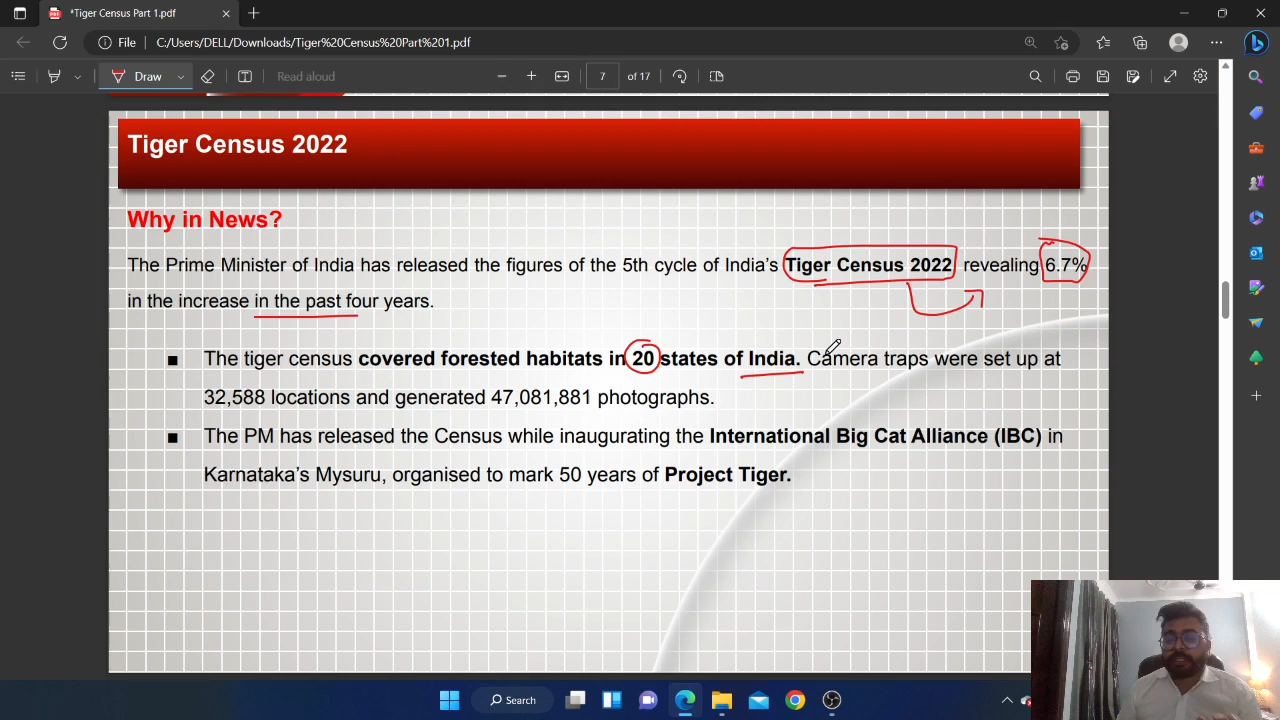 *Tiger Census Part 1.pdf
File C:/Users/DELL/Downloads/Tiger%20Census%20Part%201.pdf
Draw Read aloud 7 of 17
Tiger Census 2022
Why in News?
The Prime Minister of India has released the figures of the 5th cycle of India's Tiger Census 2022 revealing 6.7%
in the increase in the past four years.
■ The tiger census covered forested habitats in 20 states of India. Camera traps were set up at
32,588 locations and generated 47,081,881 photographs.
■ The PM has released the Census while inaugurating the International Big Cat Alliance (IBC) in
Karnataka's Mysuru, organised to mark 50 years of Project Tiger.
Search